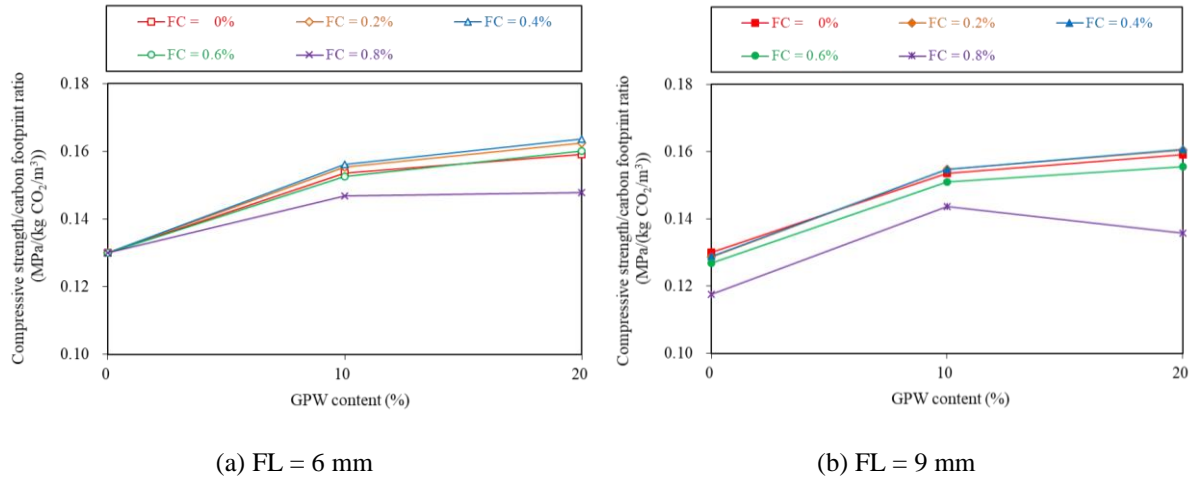 FC = 0%
FC = 0.2%
FC = 0.4%
FC = 0.6%
FC = 0.8%
Compressive strength/carbon footprint ratio
(MPa/(kg CO₂/m³))
0.18
0.16
0.14
0.12
0.10
0
10
20
GPW content (%)
(a) FL = 6 mm
FC = 0%
FC = 0.2%
FC = 0.4%
FC = 0.6%
FC = 0.8%
Compressive strength/carbon footprint ratio
(MPa/(kg CO₂/m³))
0.18
0.16
0.14
0.12
0.10
0
10
20
GPW content (%)
(b) FL = 9 mm